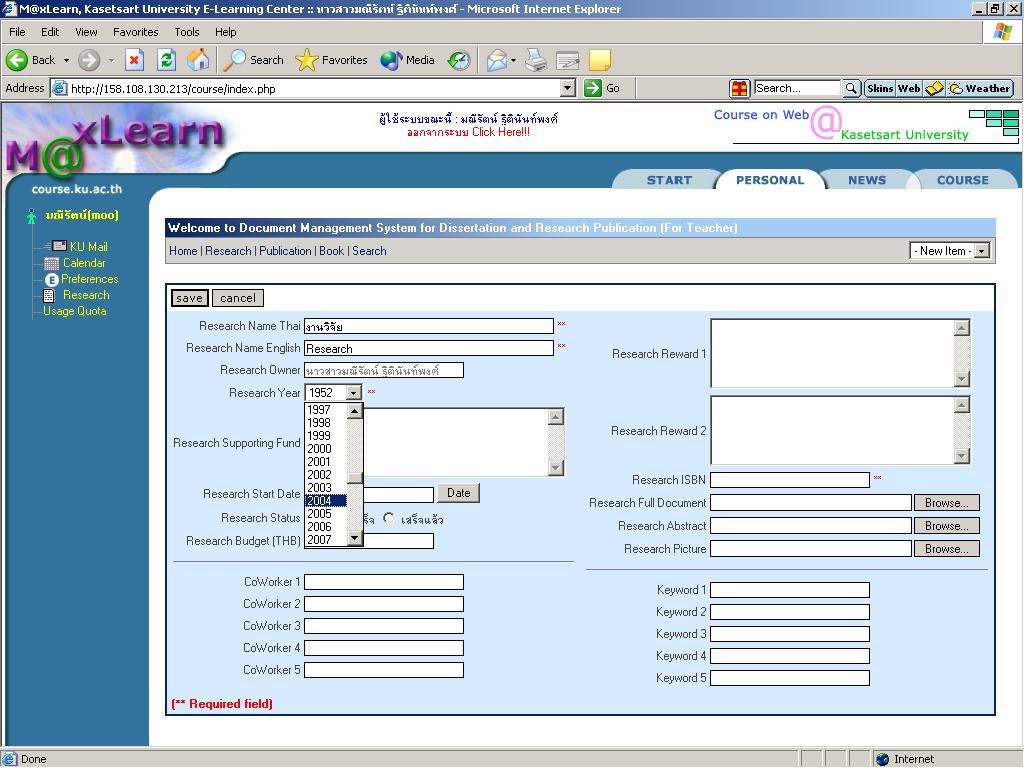 M@xLearn, Kasetsart University E-Learning Center :: นางสาวมณีรัตน์ ฐิตินันท์พงศ์ - Microsoft Internet Explorer
File Edit View Favorites Tools Help
Back Search Favorites Media
Address http://158.108.130.213/course/index.php Go Search... Skins Web Weather
M@xLearn
course.ku.ac.th
ผู้ใช้ระบบขณะนี้ : มณีรัตน์ ฐิตินันท์พงศ์
ออกจากระบบ Click Here!!!
Course on Web @ Kasetsart University
START PERSONAL NEWS COURSE
มณีรัตน์(moo)
KU Mail
Calendar
Preferences
Research
Usage Quota
Welcome to Document Management System for Dissertation and Research Publication (For Teacher)
Home | Research | Publication | Book | Search
- New Item -
save cancel
Research Name Thai งานวิจัย **
Research Name English Research **
Research Owner นางสาวมณีรัตน์ ฐิตินันท์พงศ์
Research Year 1952 **
1997
1998
1999
2000
2001
2002
2003
2004
2005
2006
2007
Research Supporting Fund
Research Start Date Date
Research Status เสร็จแล้ว
Research Budget (THB)
CoWorker 1
CoWorker 2
CoWorker 3
CoWorker 4
CoWorker 5
Research Reward 1
Research Reward 2
Research ISBN **
Research Full Document Browse...
Research Abstract Browse...
Research Picture Browse...
Keyword 1
Keyword 2
Keyword 3
Keyword 4
Keyword 5
(** Required field)
Done Internet